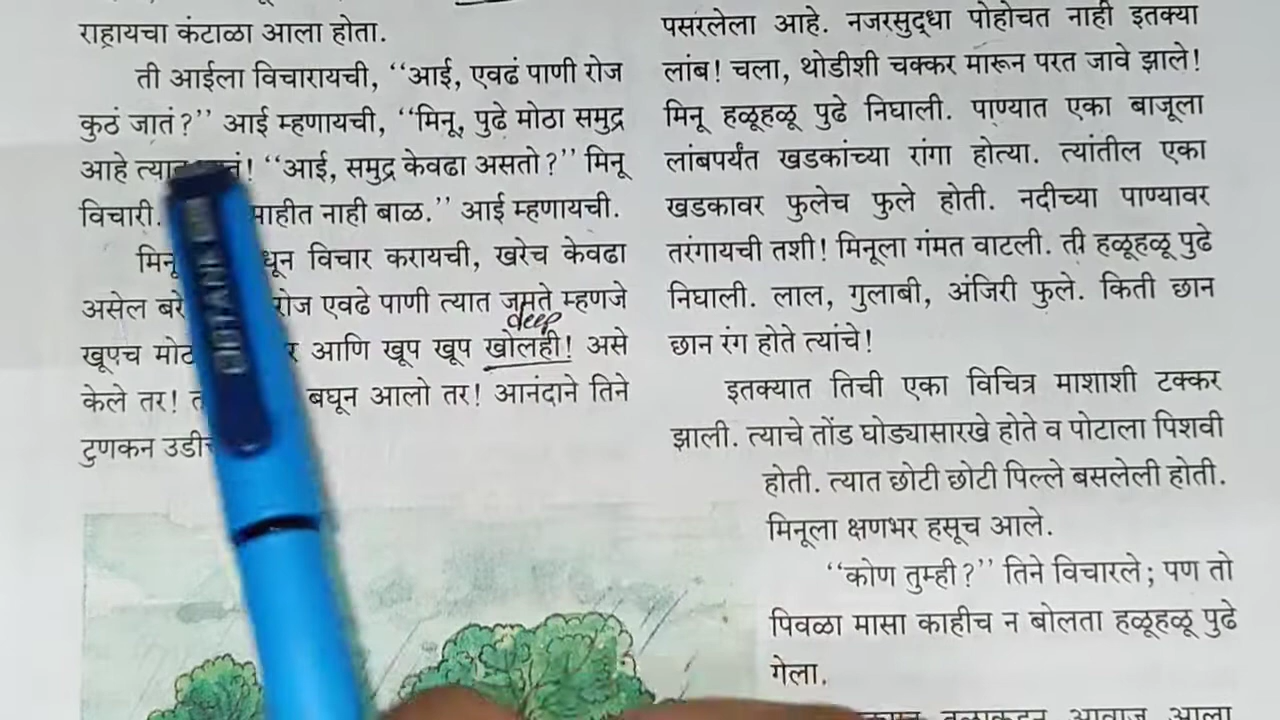 राहायचा कंटाळा आला होता.
ती आईला विचारायची, ‘‘आई, एवढं पाणी रोज
कुठं जातं?’’ आई म्हणायची, ‘‘मिनू, पुढे मोठा समुद्र
आहे ! ‘‘आई, समुद्र केवढा असतो?’’ मिनू
विचारी. माहीत नाही बाळ.’’ आई म्हणायची.
विचार करायची, खरेच केवढा
असेल रोज एवढे पाणी त्यात जमते म्हणजे
deep
खूपच आणि खूप खूप खोलही! असे
केले तर! बघून आलो तर! आनंदाने तिने
टुणकन
पसरलेला आहे. नजरसुद्धा पोहोचत नाही इतक्या
लांब! चला, थोडीशी चक्कर मारून परत जावे झाले!
मिनू हळूहळू पुढे निघाली. पाण्यात एका बाजूला
लांबपर्यंत खडकांच्या रांगा होत्या. त्यांतील एका
खडकावर फुलेच फुले होती. नदीच्या पाण्यावर
तरंगायची तशी! मिनूला गंमत वाटली. ती हळूहळू पुढे
निघाली. लाल, गुलाबी, अंजिरी फुले. किती छान
छान रंग होते त्यांचे!
इतक्यात तिची एका विचित्र माशाशी टक्कर
झाली. त्याचे तोंड घोड्यासारखे होते व पोटाला पिशवी
होती. त्यात छोटी छोटी पिल्ले बसलेली होती.
मिनूला क्षणभर हसूच आले.
‘‘कोण तुम्ही?’’ तिने विचारले; पण तो
पिवळा मासा काहीच न बोलता हळूहळू पुढे
गेला.
आवाज आला